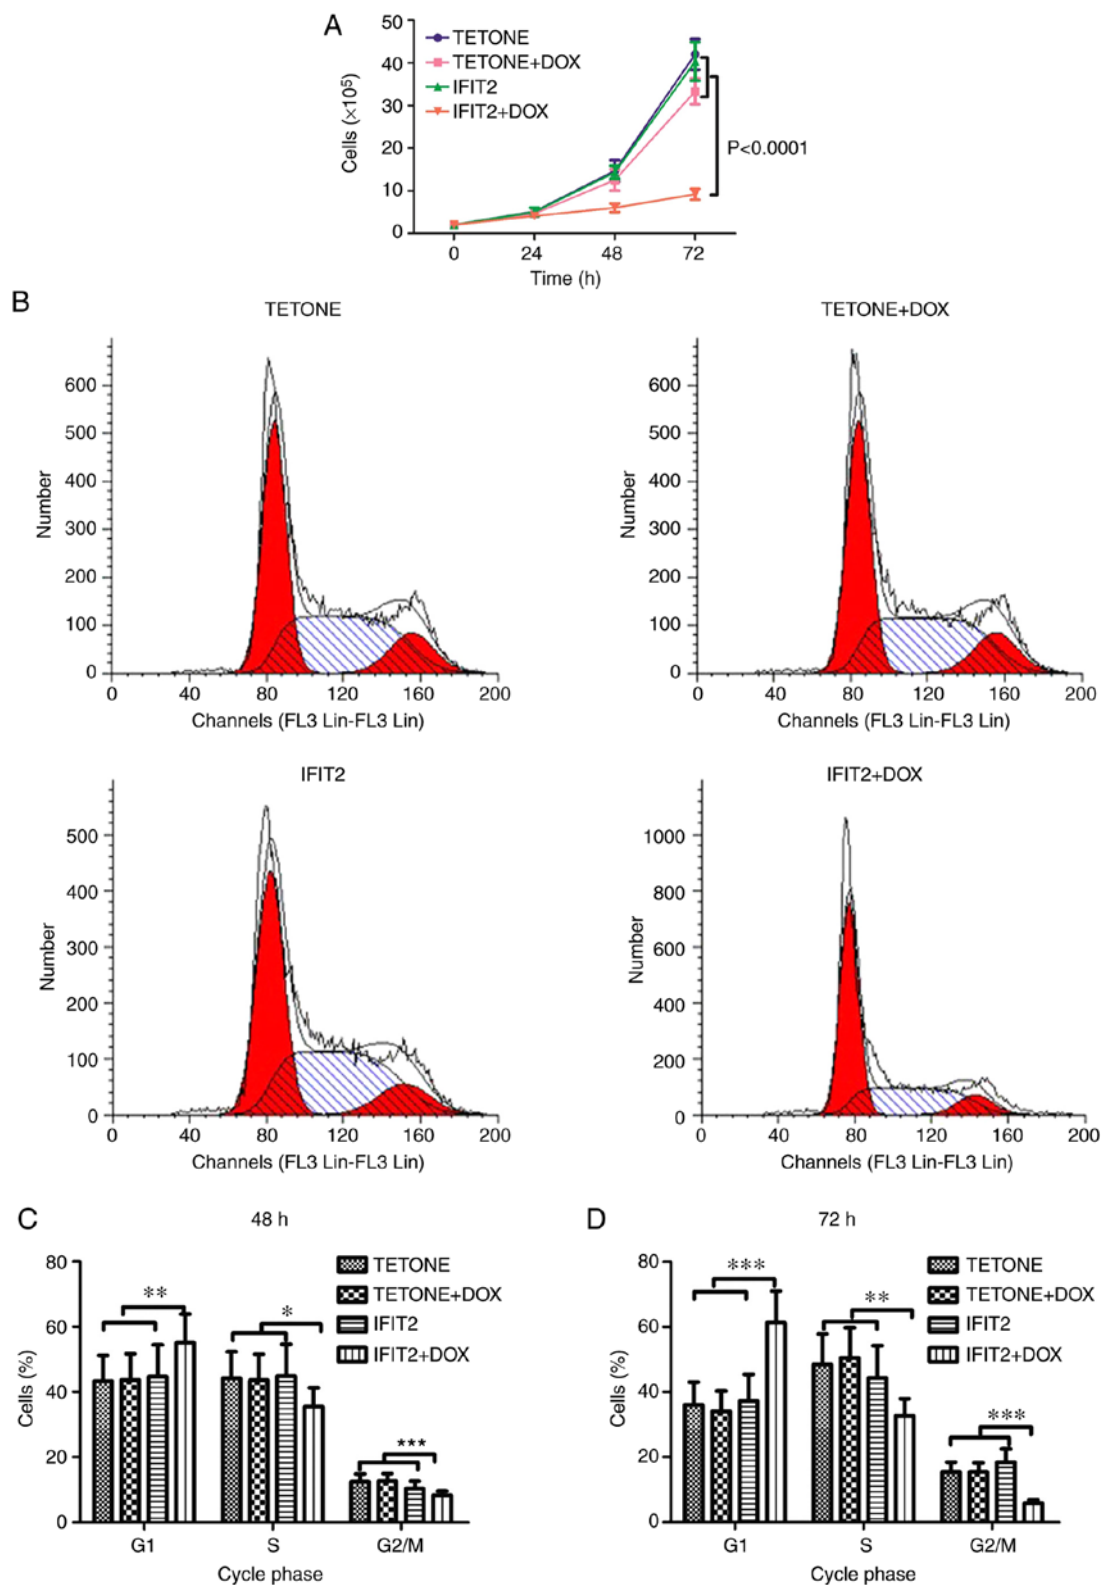 A
50
40
30
20
10
0
Cells (×10⁵)
TETONE
TETONE+DOX
IFIT2
IFIT2+DOX
P<0.0001
0 24 48 72
Time (h)
B
TETONE
600
500
400
300
200
100
0
Number
0 40 80 120 160 200
Channels (FL3 Lin-FL3 Lin)
TETONE+DOX
600
500
400
300
200
100
0
Number
0 40 80 120 160 200
Channels (FL3 Lin-FL3 Lin)
IFIT2
500
400
300
200
100
0
Number
0 40 80 120 160 200
Channels (FL3 Lin-FL3 Lin)
IFIT2+DOX
1000
800
600
400
200
0
Number
0 40 80 120 160 200
Channels (FL3 Lin-FL3 Lin)
C
48 h
80
60
40
20
0
Cells (%)
** * ***
TETONE
TETONE+DOX
IFIT2
IFIT2+DOX
G1 S G2/M
Cycle phase
D
72 h
80
60
40
20
0
Cells (%)
*** ** ***
TETONE
TETONE+DOX
IFIT2
IFIT2+DOX
G1 S G2/M
Cycle phase